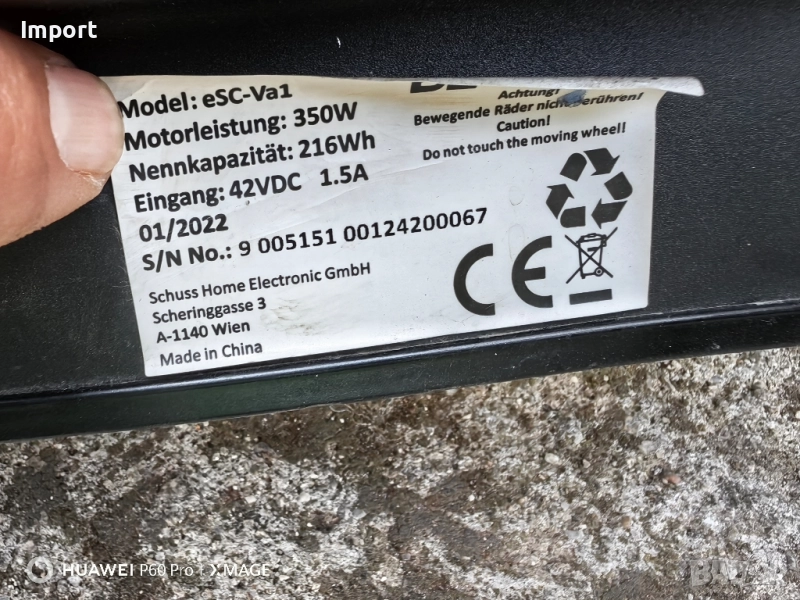 Import
Model: eSC-Va1
Motorleistung: 350W
Nennkapazität: 216Wh
Eingang: 42VDC 1.5A
01/2022
S/N No.: 9 005151 00124200067
Schuss Home Electronic GmbH
Scheringgasse 3
A-1140 Wien
Made in China
Achtung!
Bewegende Räder nicht berühren!
Caution!
Do not touch the moving wheel!
CE
HUAWEI P60 Pro XMAGE